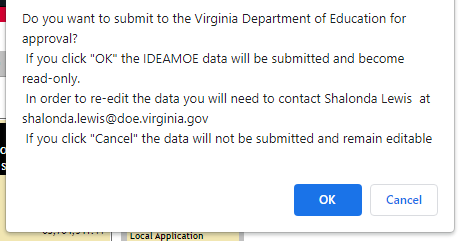 Do you want to submit to the Virginia Department of Education for
approval?
If you click "OK" the IDEAMOE data will be submitted and become
read-only.
In order to re-edit the data you will need to contact Shalonda Lewis at
shalonda.lewis@doe.virginia.gov
If you click "Cancel" the data will not be submitted and remain editable
OK
Cancel
Local Application